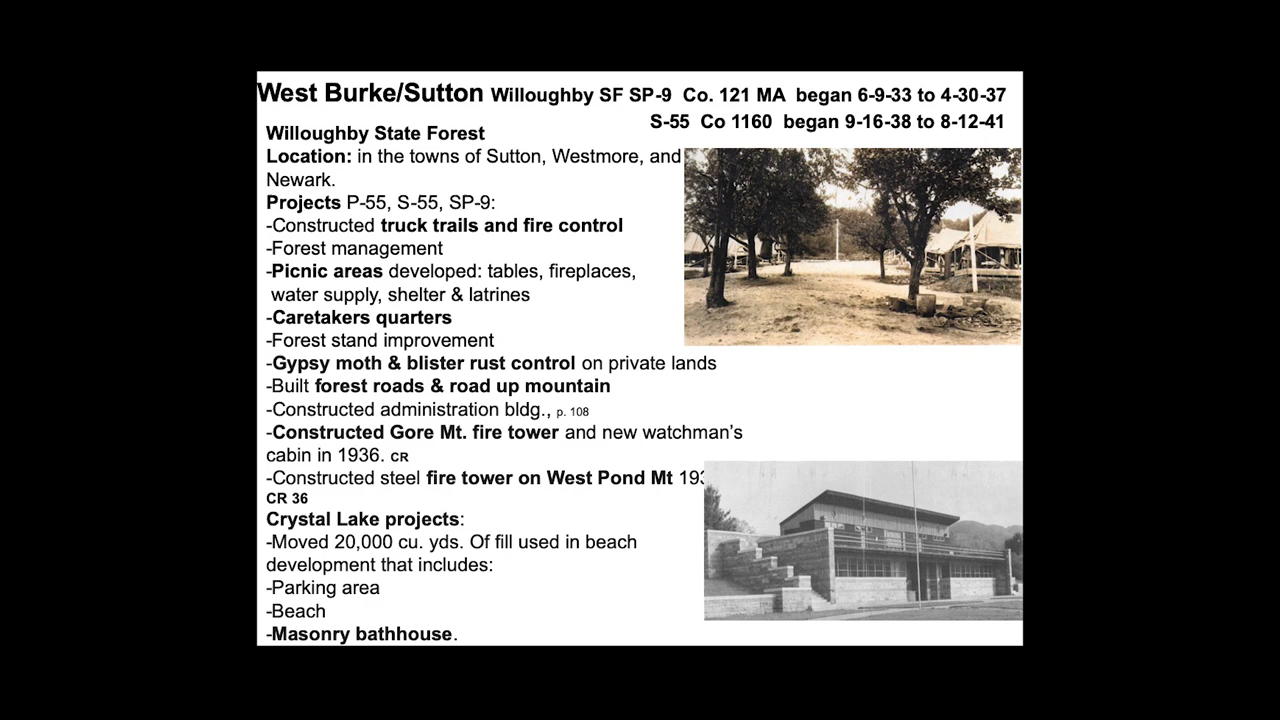 West Burke/Sutton Willoughby SF SP-9 Co. 121 MA began 6-9-33 to 4-30-37
S-55 Co 1160 began 9-16-38 to 8-12-41
Willoughby State Forest
Location: in the towns of Sutton, Westmore, and
Newark.
Projects P-55, S-55, SP-9:
-Constructed truck trails and fire control
-Forest management
-Picnic areas developed: tables, fireplaces,
water supply, shelter & latrines
-Caretakers quarters
-Forest stand improvement
-Gypsy moth & blister rust control on private lands
-Built forest roads & road up mountain
-Constructed administration bldg., p. 108
-Constructed Gore Mt. fire tower and new watchman’s
cabin in 1936. CR
-Constructed steel fire tower on West Pond Mt
CR 36
Crystal Lake projects:
-Moved 20,000 cu. yds. Of fill used in beach
development that includes:
-Parking area
-Beach
-Masonry bathhouse.